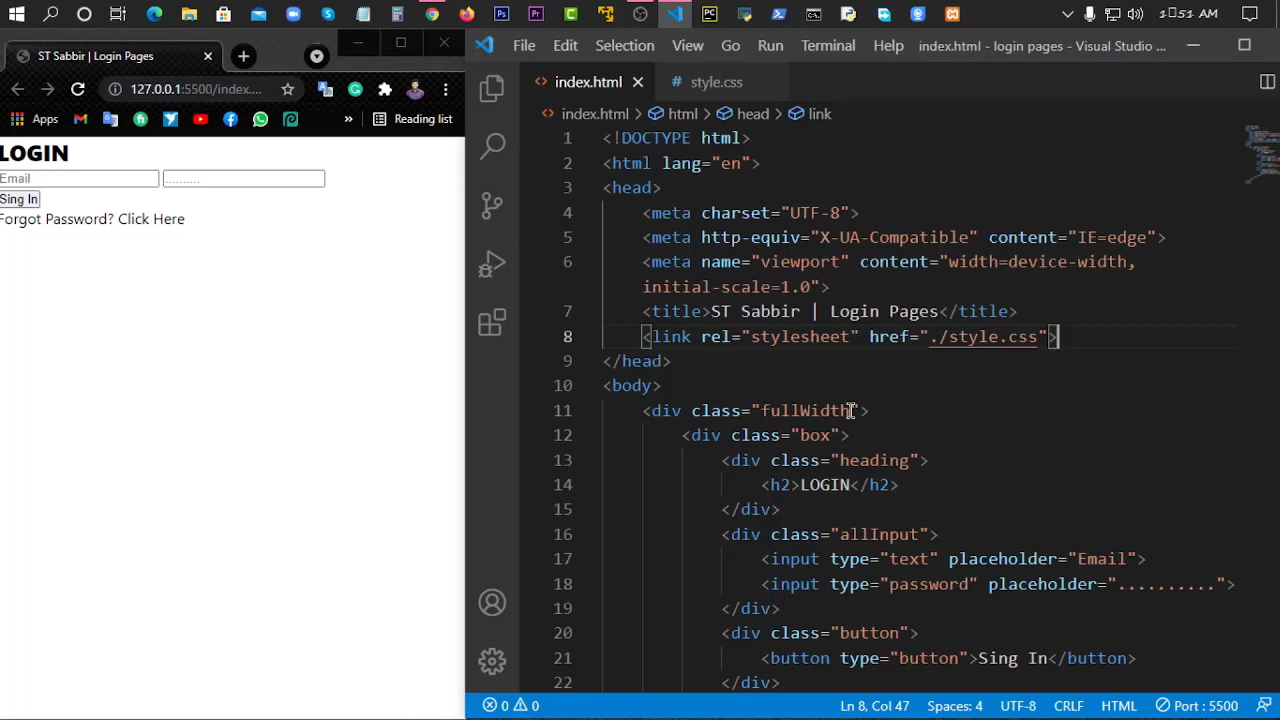 1:51 AM
ST Sabbir | Login Pages
127.0.0.1:5500/index....
Apps
»
Reading list
LOGIN
Email
..........
Sing In
Forgot Password? Click Here
File Edit Selection View Go Run Terminal Help index.html - login pages - Visual Studio ...
index.html
# style.css
index.html > html > head > link
1 <!DOCTYPE html>
2 <html lang="en">
3 <head>
4 <meta charset="UTF-8">
5 <meta http-equiv="X-UA-Compatible" content="IE=edge">
6 <meta name="viewport" content="width=device-width,
initial-scale=1.0">
7 <title>ST Sabbir | Login Pages</title>
8 <link rel="stylesheet" href="./style.css">
9 </head>
10 <body>
11 <div class="fullWidth">
12 <div class="box">
13 <div class="heading">
14 <h2>LOGIN</h2>
15 </div>
16 <div class="allInput">
17 <input type="text" placeholder="Email">
18 <input type="password" placeholder="..........">
19 </div>
20 <div class="button">
21 <button type="button">Sing In</button>
22 </div>
0 0 Ln 8, Col 47 Spaces: 4 UTF-8 CRLF HTML Port : 5500